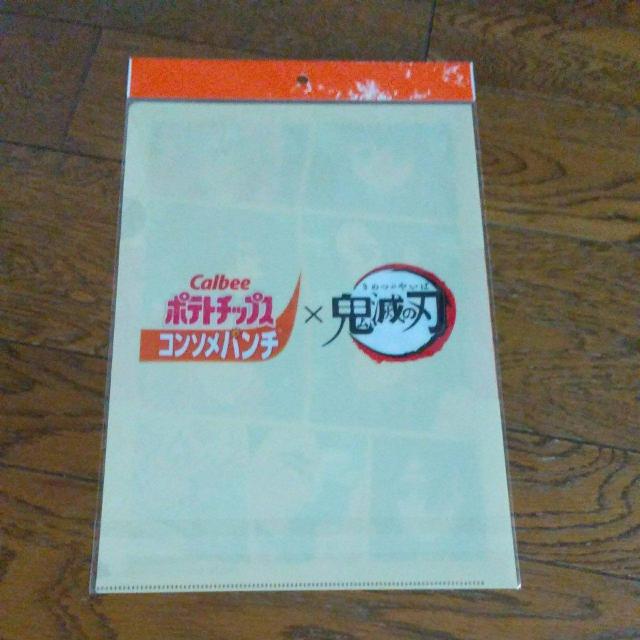 Calbee
ポテトチップス
コンソメパンチ
×
きめつのやいば
鬼滅の刃